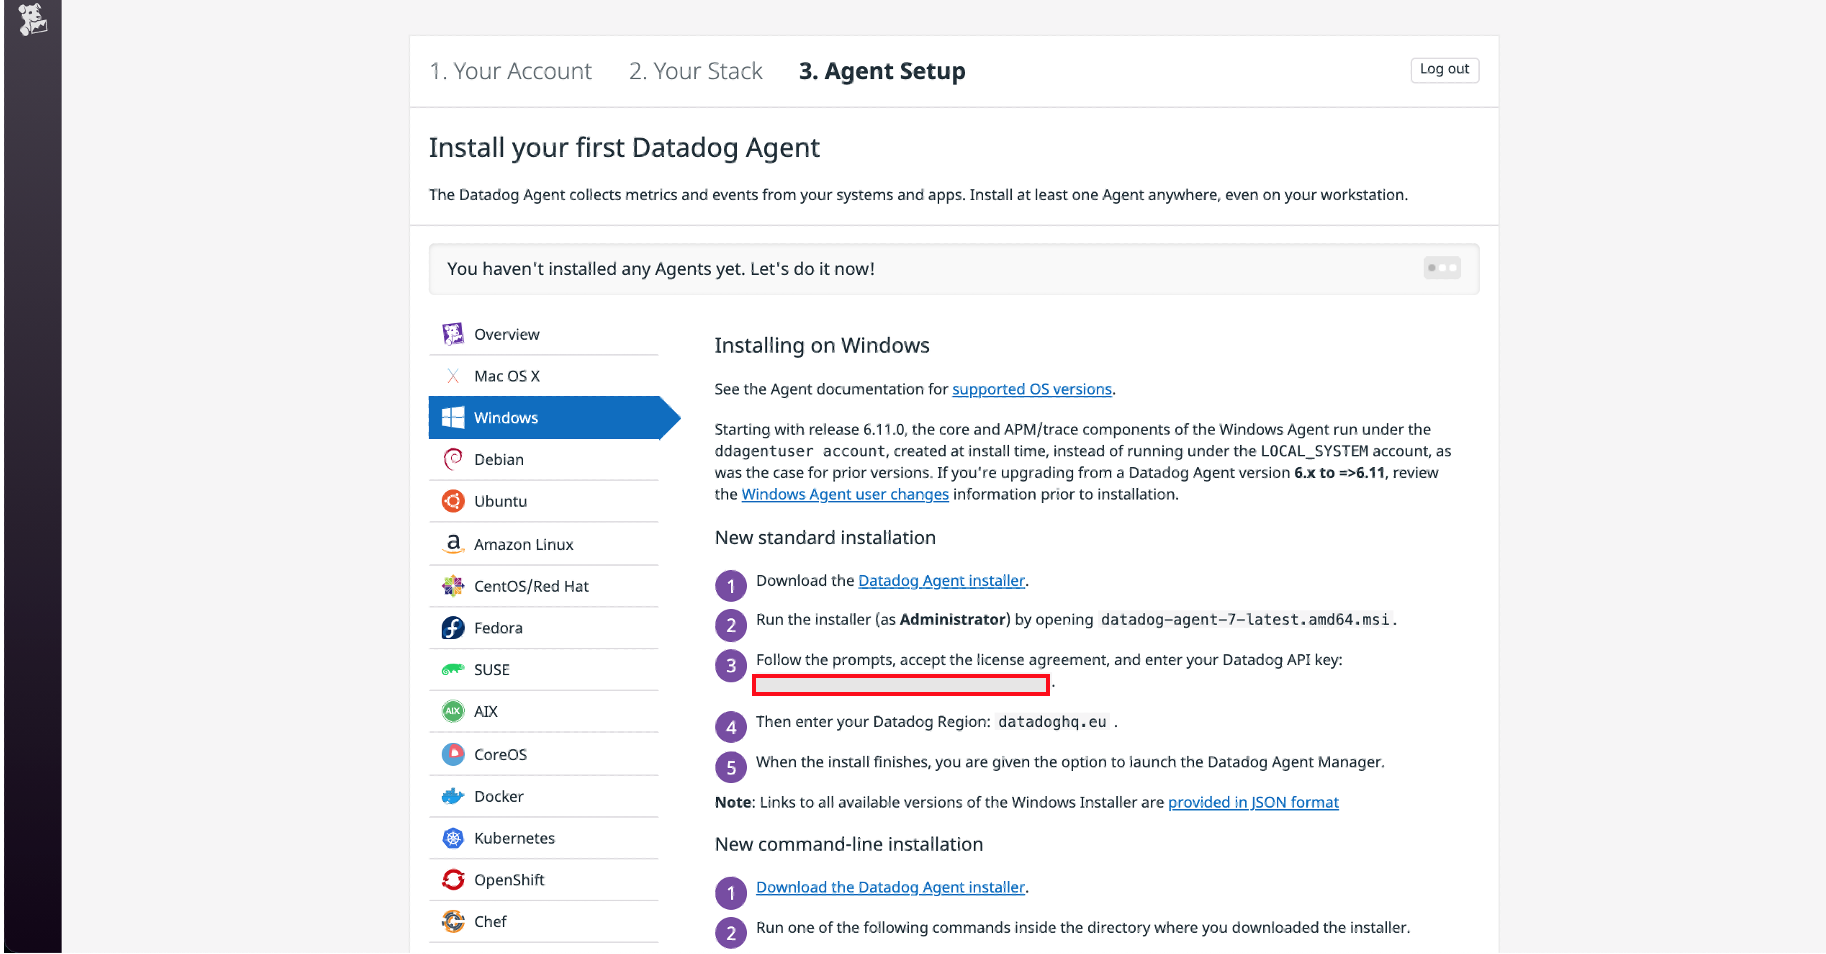 1. Your Account 2. Your Stack 3. Agent Setup Log out
Install your first Datadog Agent
The Datadog Agent collects metrics and events from your systems and apps. Install at least one Agent anywhere, even on your workstation.
You haven't installed any Agents yet. Let's do it now!
Overview
Mac OS X
Windows
Debian
Ubuntu
Amazon Linux
CentOS/Red Hat
Fedora
SUSE
AIX
AIX
CoreOS
Docker
Kubernetes
OpenShift
Chef
Installing on Windows
See the Agent documentation for supported OS versions.
Starting with release 6.11.0, the core and APM/trace components of the Windows Agent run under the
ddagentuser account, created at install time, instead of running under the LOCAL_SYSTEM account, as
was the case for prior versions. If you're upgrading from a Datadog Agent version 6.x to =>6.11, review
the Windows Agent user changes information prior to installation.
New standard installation
1 Download the Datadog Agent installer.
2 Run the installer (as Administrator) by opening datadog-agent-7-latest.amd64.msi.
3 Follow the prompts, accept the license agreement, and enter your Datadog API key:
.
4 Then enter your Datadog Region: datadoghq.eu .
5 When the install finishes, you are given the option to launch the Datadog Agent Manager.
Note: Links to all available versions of the Windows Installer are provided in JSON format
New command-line installation
1 Download the Datadog Agent installer.
2 Run one of the following commands inside the directory where you downloaded the installer.